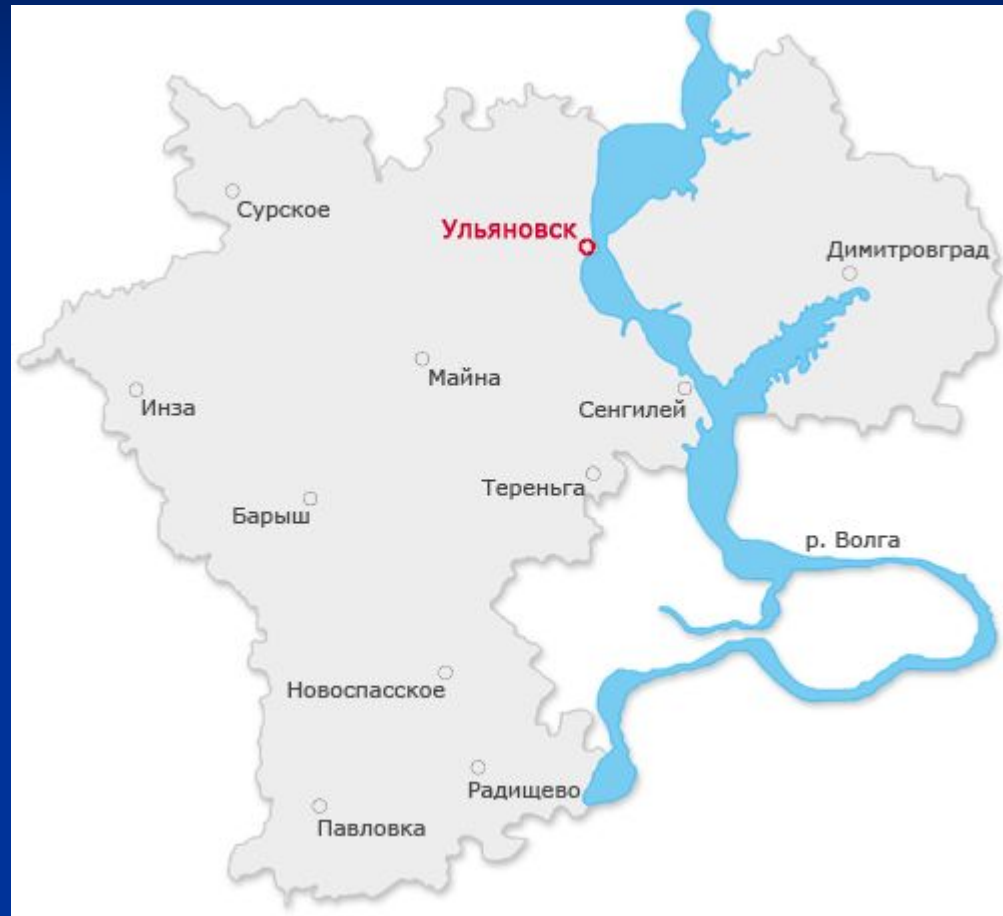 Сурское
Ульяновск
Димитровград
Майна
Инза
Сенгилей
Тереньга
Барыш
р. Волга
Новоспасское
Радищево
Павловка